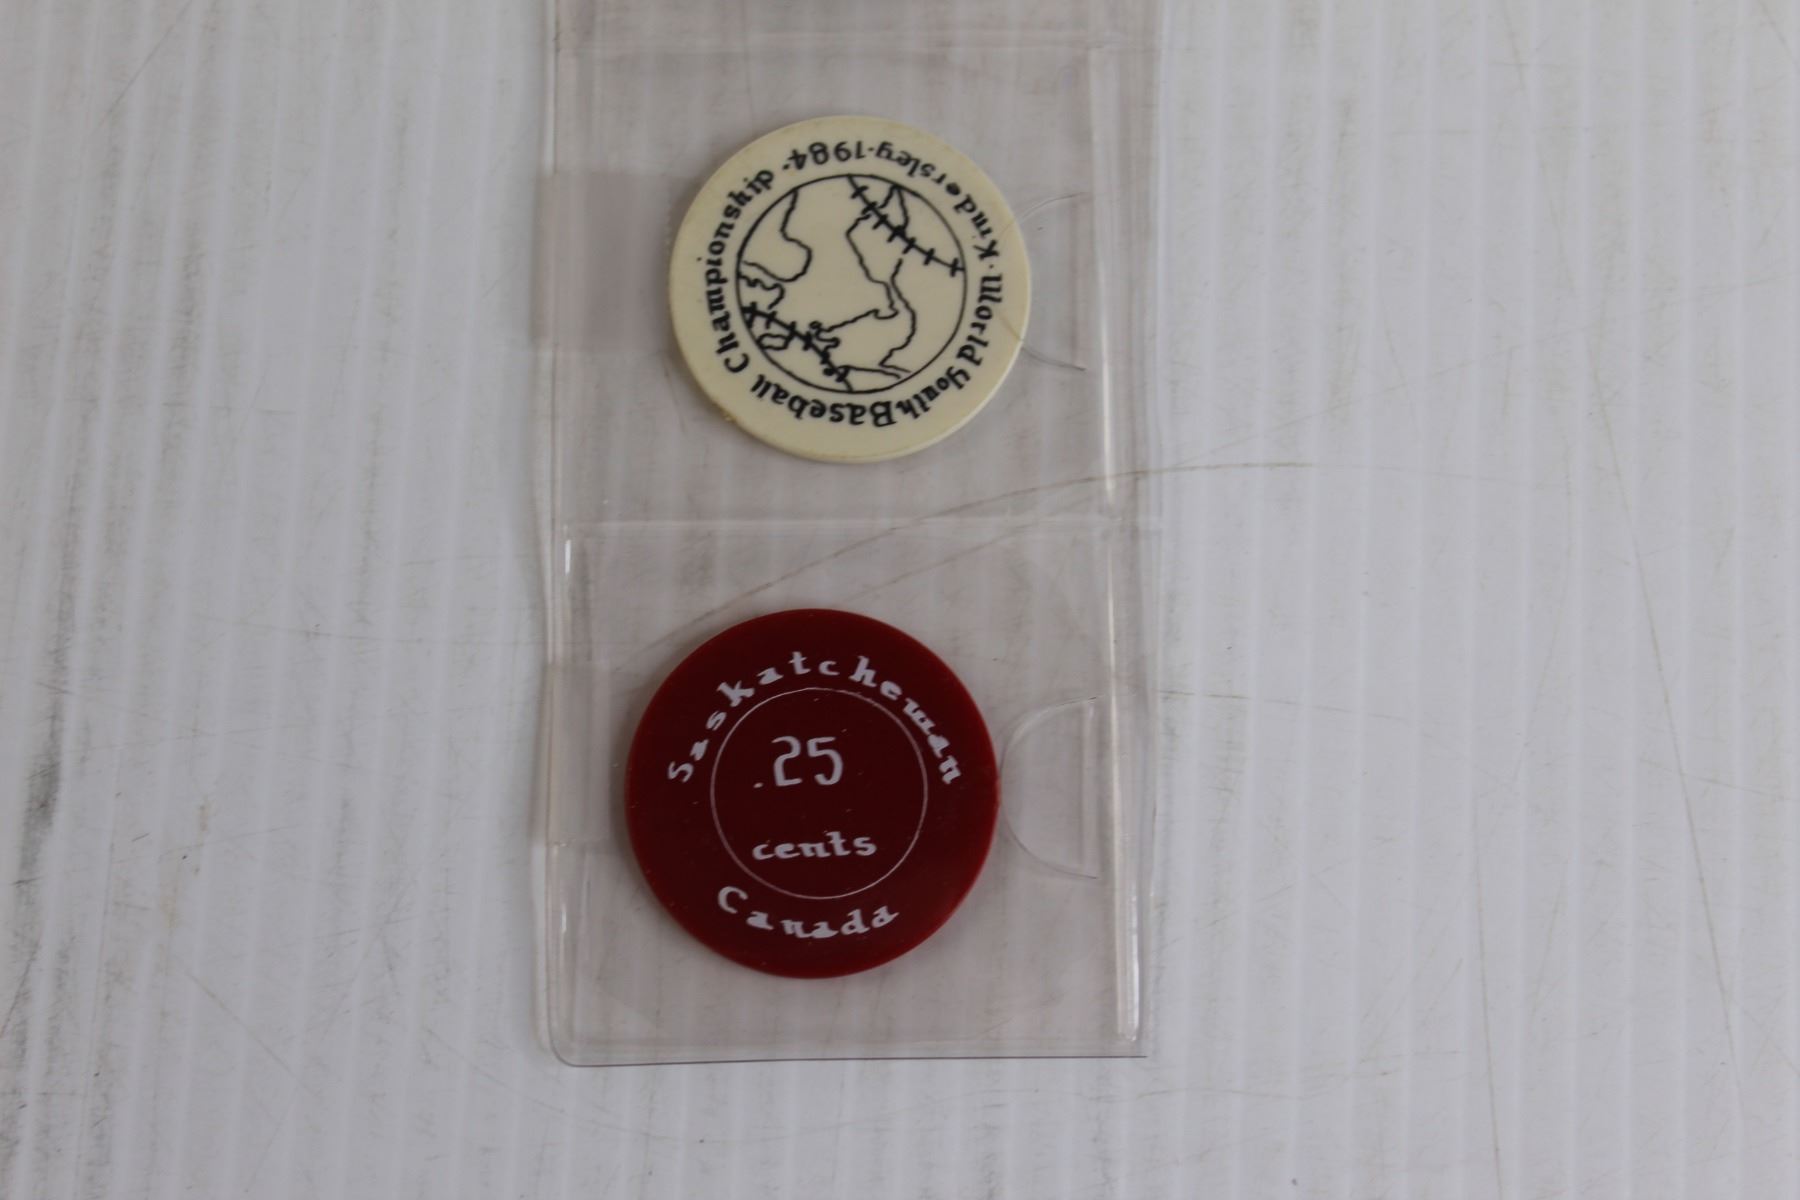 World Youth Baseball Championship · 1984 · Kindersley ·
Saskatchewan
.25
cents
Canada